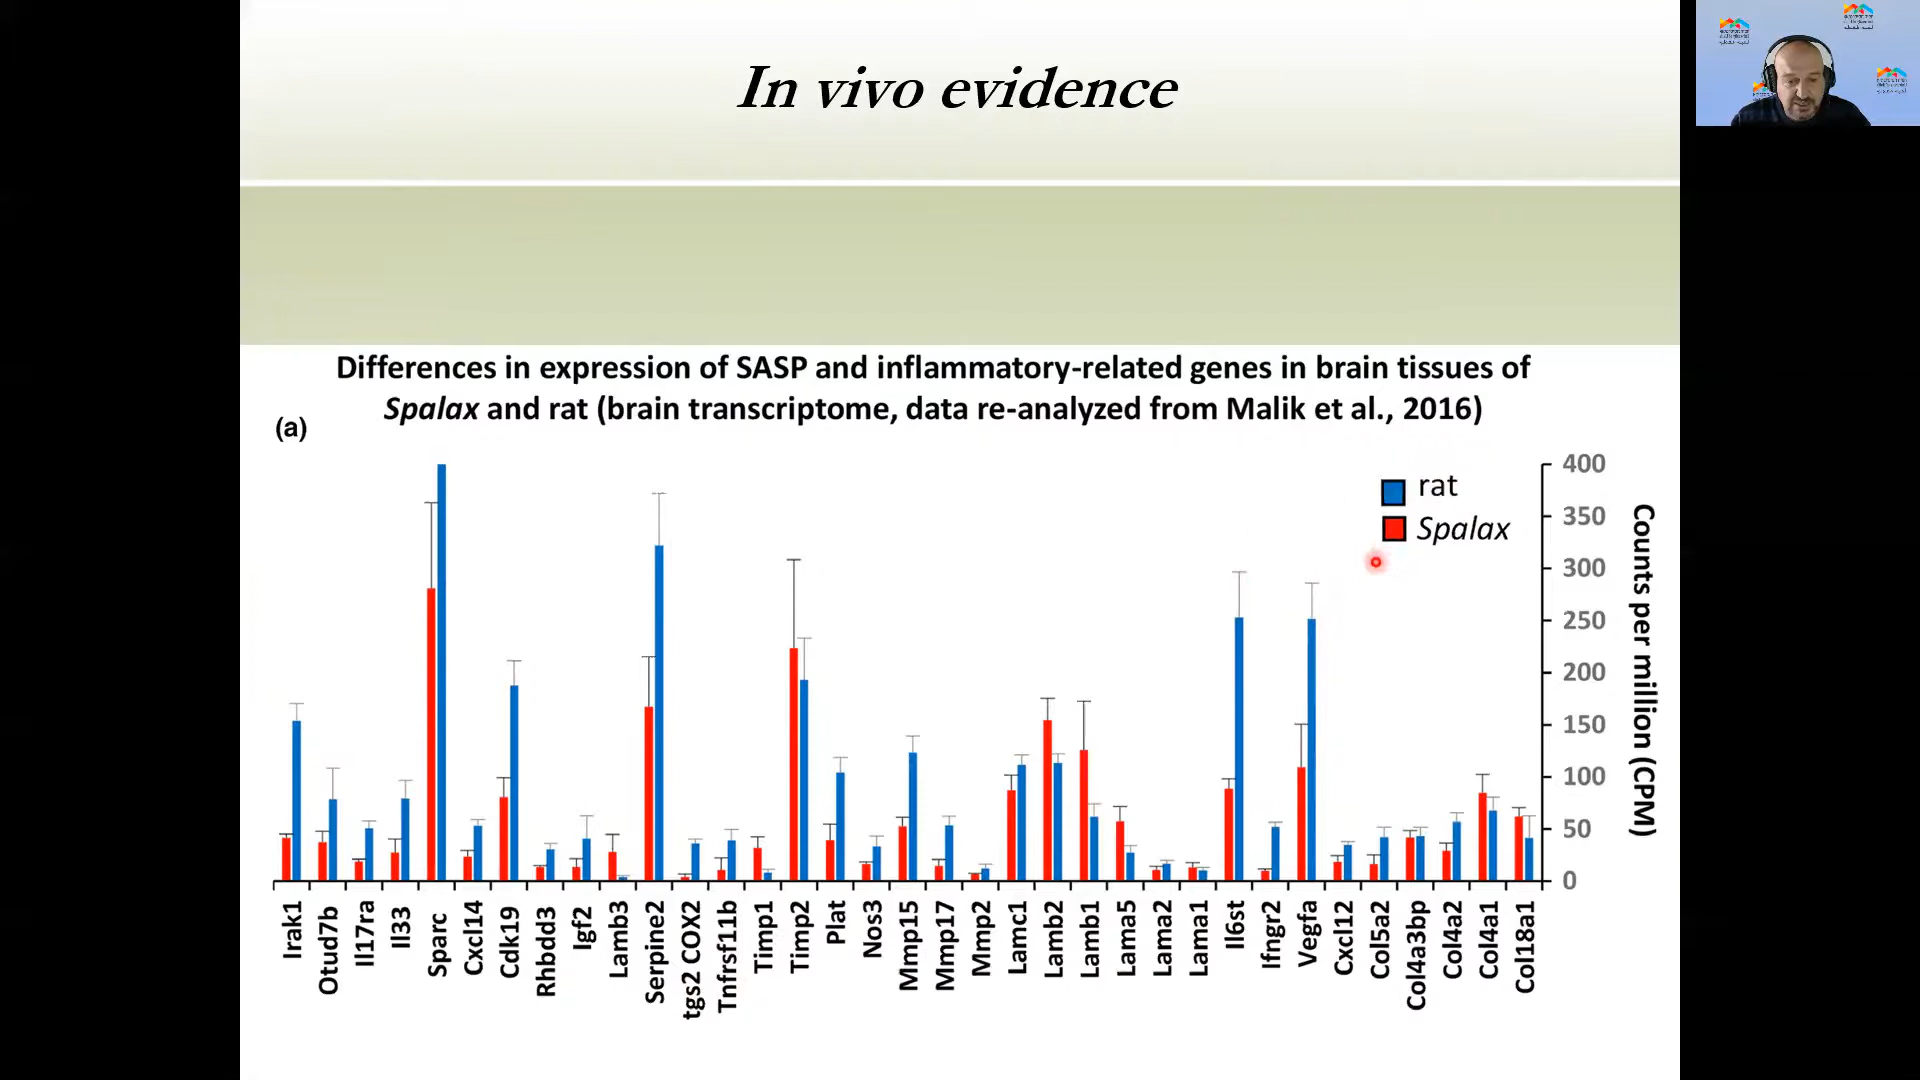 In vivo evidence
Differences in expression of SASP and inflammatory-related genes in brain tissues of
Spalax and rat (brain transcriptome, data re-analyzed from Malik et al., 2016)
(a)
rat
Spalax
400
350
300
250
200
150
100
50
0
Counts per million (CPM)
Irak1
Otud7b
Il17ra
Il33
Sparc
Cxcl14
Cdk19
Rhbdd3
Igf2
Lamb3
Serpine2
tgs2 COX2
Tnfrsf11b
Timp1
Timp2
Plat
Nos3
Mmp15
Mmp17
Mmp2
Lamc1
Lamb2
Lamb1
Lama5
Lama2
Lama1
Il6st
Ifngr2
Vegfa
Cxcl12
Col5a2
Col4a3bp
Col4a2
Col4a1
Col18a1